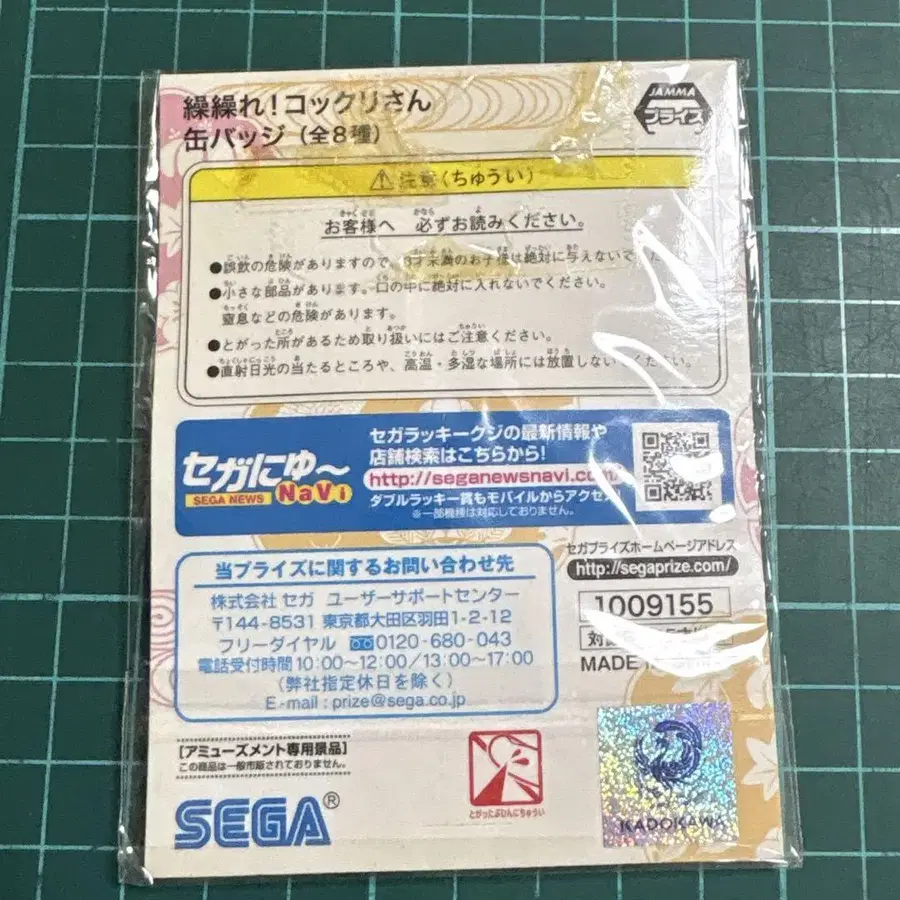 繰繰れ!コックリさん
缶バッジ(全8種)
JAMMA
プライズ
注意(ちゅうい)
お客様へ 必ずお読みください。
●誤飲の危険がありますので、3才未満のお子様は絶対に与えないでください。
●小さな部品があります。口の中に絶対に入れないでください。
窒息などの危険があります。
●とがった所があるため取り扱いにはご注意ください。
●直射日光の当たるところや、高温・多湿な場所には放置しないでください。
セガにゅ〜
SEGA NEWS NaVi
セガラッキークジの最新情報や
店舗検索はこちらから!
http://seganewsnavi.com/
ダブルラッキー賞もモバイルからアクセス
※一部機種は対応しておりません。
当プライズに関するお問い合わせ先
株式会社 セガ ユーザーサポートセンター
〒144-8531 東京都大田区羽田1-2-12
フリーダイヤル 0120-680-043
電話受付時間 10:00〜12:00/13:00〜17:00
(弊社指定休日を除く)
E-mail : prize@sega.co.jp
セガプライズホームページアドレス
http://segaprize.com/
1009155
MADE
[アミューズメント専用景品]
この商品は一般市販されておりません。
SEGA®
とがったぶひんにちゅうい
KADOKAWA